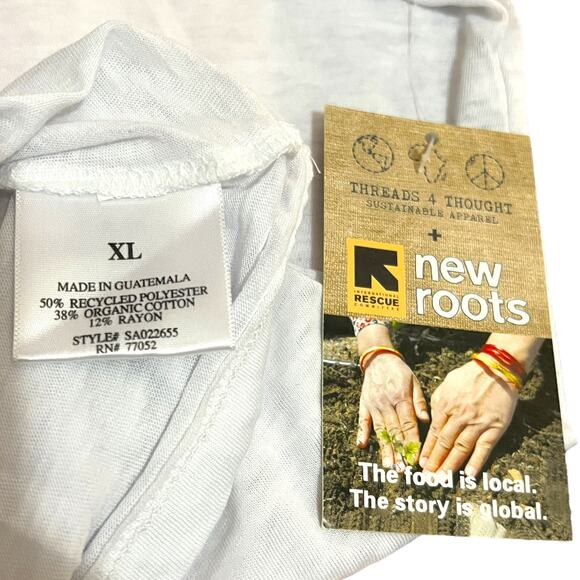 XL
MADE IN GUATEMALA
50% RECYCLED POLYESTER
38% ORGANIC COTTON
12% RAYON
STYLE# SA022655
RN# 77052
THREADS 4 THOUGHT
SUSTAINABLE APPAREL
+
INTERNATIONAL
RESCUE
COMMITTEE
new
roots
The food is local.
The story is global.